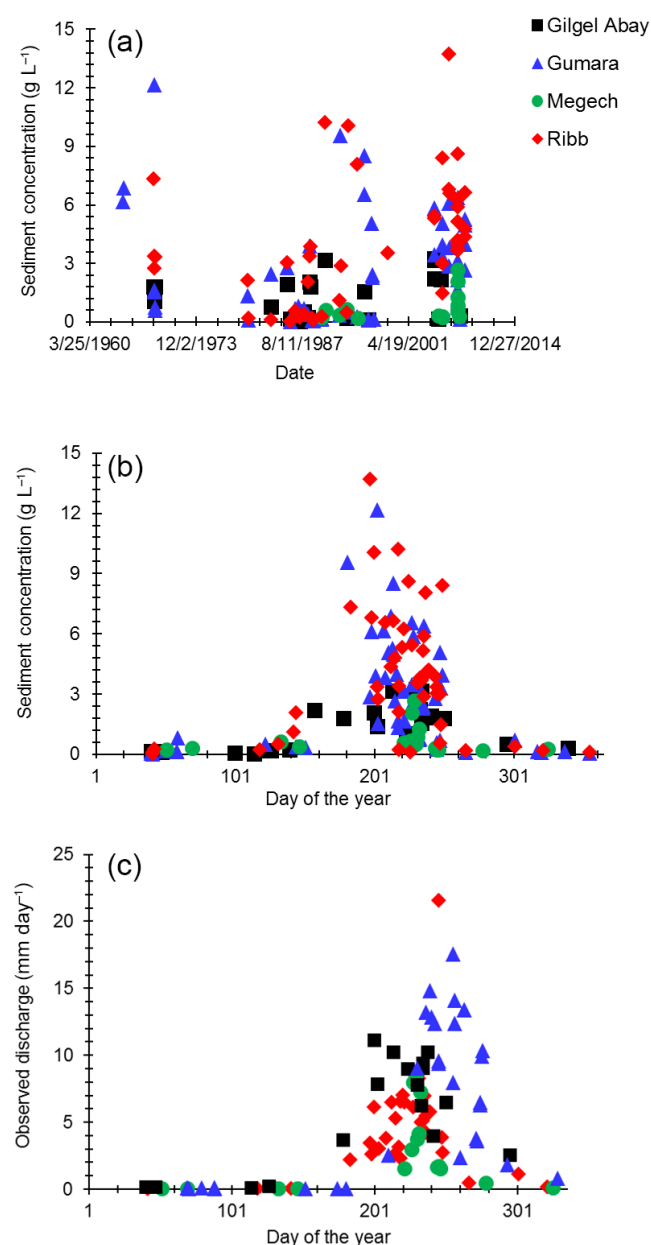 (a)
Gilgel Abay
Gumara
Megech
Ribb
Sediment concentration (g L⁻¹)
15
12
9
6
3
0
3/25/1960 12/2/1973 8/11/1987 4/19/2001 12/27/2014
Date
(b)
Sediment concentration (g L⁻¹)
15
12
9
6
3
0
1 101 201 301
Day of the year
(c)
Observed discharge (mm day⁻¹)
25
20
15
10
5
0
1 101 201 301
Day of the year